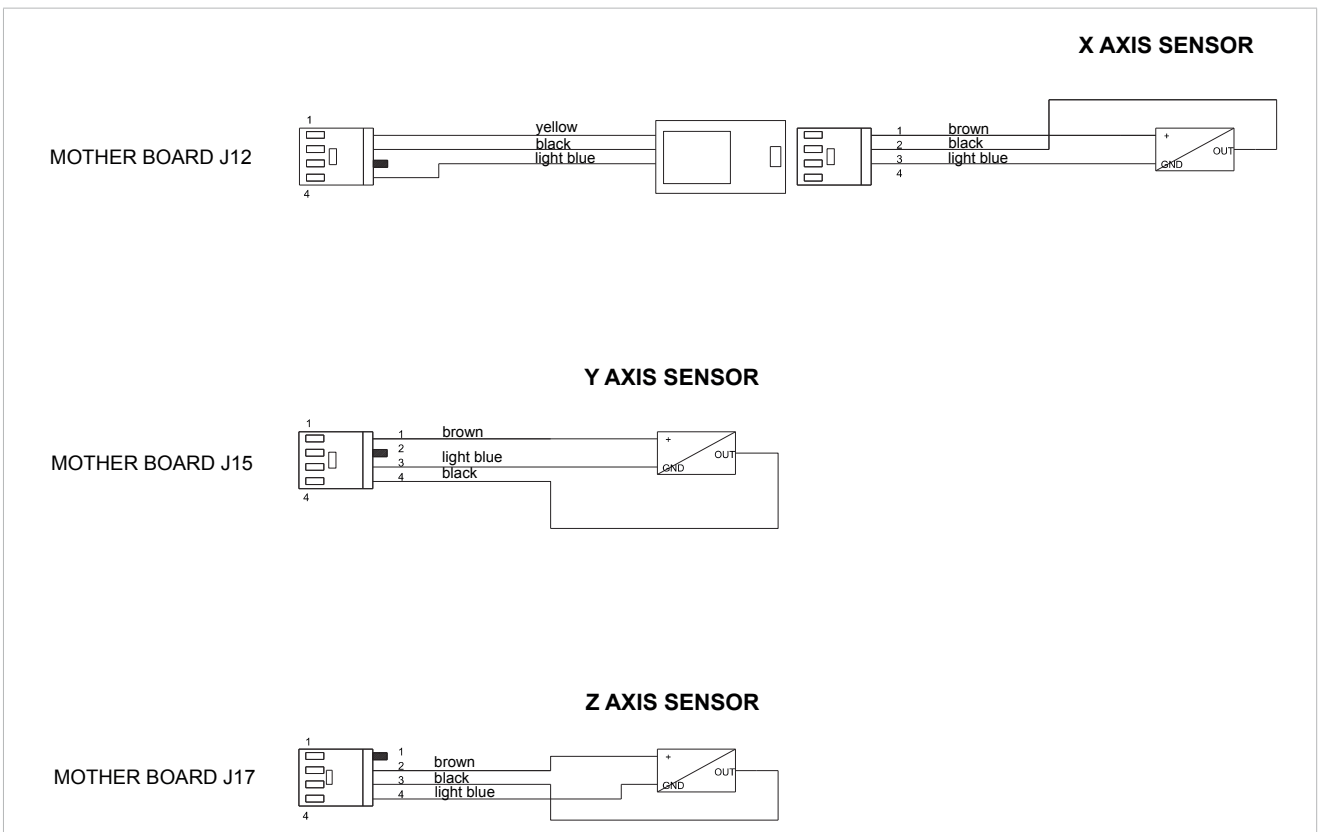 X AXIS SENSOR
MOTHER BOARD J12
1
4
yellow
black
light blue
1 brown
2 black
3 light blue
4
+
GND
OUT
Y AXIS SENSOR
MOTHER BOARD J15
1
4
1 brown
2
3 light blue
4 black
+
GND
OUT
Z AXIS SENSOR
MOTHER BOARD J17
1
4
1
2 brown
3 black
4 light blue
+
GND
OUT